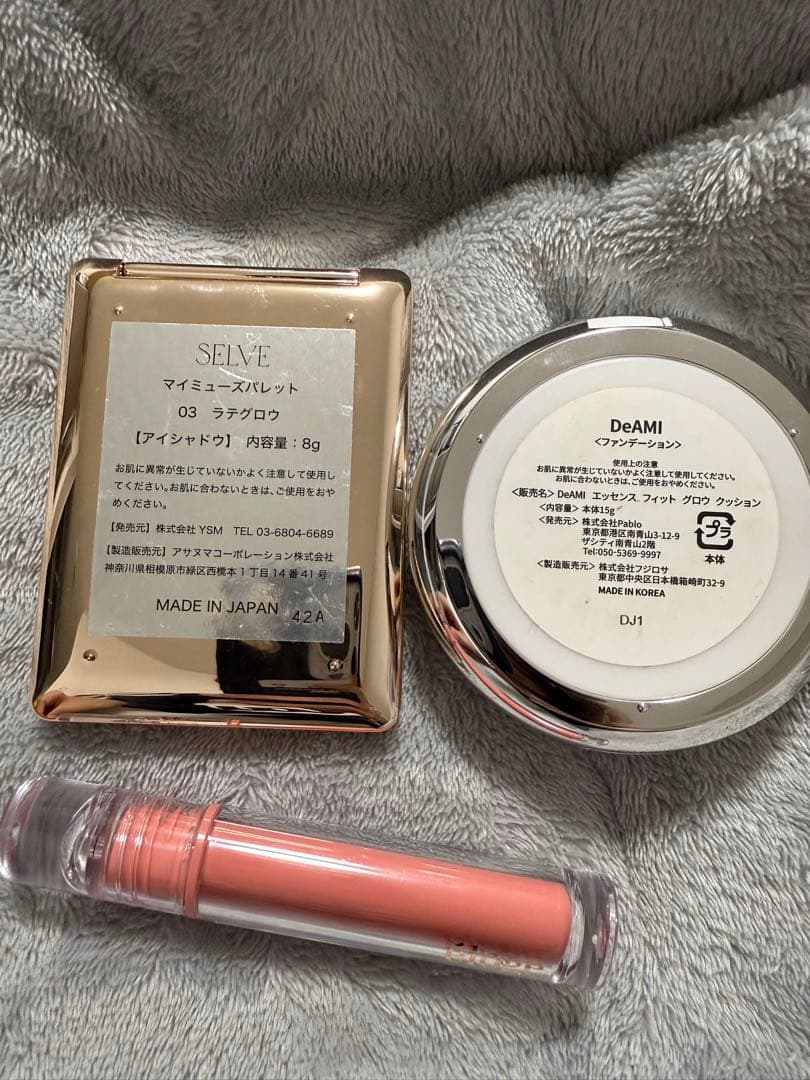 SELVE
マイミューズパレット
03 ラテグロウ
【アイシャドウ】 内容量：8g
お肌に異常が生じていないかよく注意して使用し
てください。お肌に合わないときは、ご使用をおや
めください。
【発売元】株式会社 YSM TEL 03-6804-6689
【製造販売元】アサヌマコーポレーション株式会社
神奈川県相模原市緑区西橋本1丁目14番41号
MADE IN JAPAN 42A
DeAMI
<ファンデーション>
使用上の注意
お肌に異常が生じていないかよく注意して使用してください。
お肌に合わないときは、ご使用をおやめください。
<販売名> DeAMI エッセンス フィット グロウ クッション
<内容量> 本体15g
<発売元> 株式会社Pablo
東京都港区南青山3-12-9
ザシティ南青山2階
Tel:050-5369-9997
プラ
本体
<製造販売元> 株式会社フジロサ
東京都中央区日本橋箱崎町32-9
MADE IN KOREA
DJ1